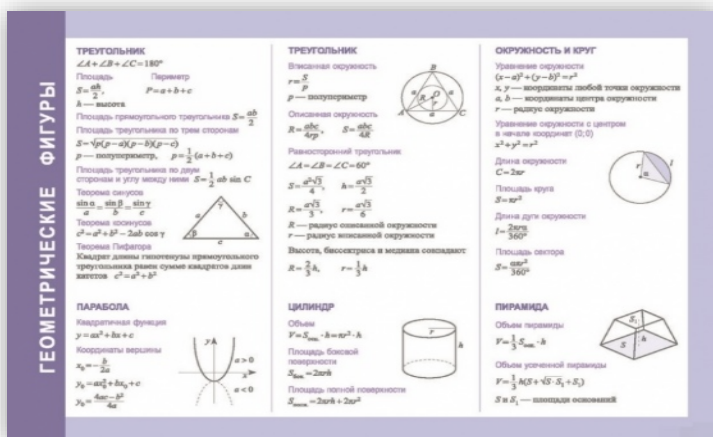 ГЕОМЕТРИЧЕСКИЕ ФИГУРЫ
ТРЕУГОЛЬНИК
∠A+∠B+∠C=180°
Площадь Периметр
S=ah/2, P=a+b+c
h — высота
Площадь прямоугольного треугольника S=ab/2
Площадь треугольника по трем сторонам
S=√p(p−a)(p−b)(p−c)
p — полупериметр, p=1/2(a+b+c)
Площадь треугольника по двум
сторонам и углу между ними S=1/2 ab sin C
Теорема синусов
sin α/a = sin β/b = sin γ/c
Теорема косинусов
c²=a²+b²−2ab cos γ
Теорема Пифагора
Квадрат длины гипотенузы прямоугольного
треугольника равен сумме квадратов длин
катетов c²=a²+b²
a γ b
β c α
ТРЕУГОЛЬНИК
Вписанная окружность
r=S/p
p — полупериметр
Описанная окружность
R=abc/4rp, S=abc/4R
B
a a
R O r
A a C
Равносторонний треугольник
∠A=∠B=∠C=60°
S=a²√3/4, h=a√3/2
R=a√3/3, r=a√3/6
R — радиус описанной окружности
r — радиус вписанной окружности
Высота, биссектриса и медиана совпадают
R=2/3h, r=1/3h
ОКРУЖНОСТЬ И КРУГ
Уравнение окружности
(x−a)²+(y−b)²=r²
x, y — координаты любой точки окружности
a, b — координаты центра окружности
r — радиус окружности
Уравнение окружности с центром
в начале координат (0;0)
x²+y²=r²
Длина окружности
C=2πr
Площадь круга
S=πr²
Длина дуги окружности
l=2πrα/360°
Площадь сектора
S=απr²/360°
r α l
ПАРАБОЛА
Квадратичная функция
y=ax²+bx+c
Координаты вершины
x₀=−b/2a
y₀=ax₀²+bx₀+c
y₀=4ac−b²/4a
y a>0
x
a<0
ЦИЛИНДР
Объем
V=Sосн.·h=πr²·h
Площадь боковой
поверхности
Sбок.=2πrh
Площадь полной поверхности
r
h
ПИРАМИДА
Объем пирамиды
V=1/3 Sосн.·h
Объем усеченной пирамиды
V=1/3h(S+√S·S₁+S₁)
S и S₁ — площади оснований
S₁
S h